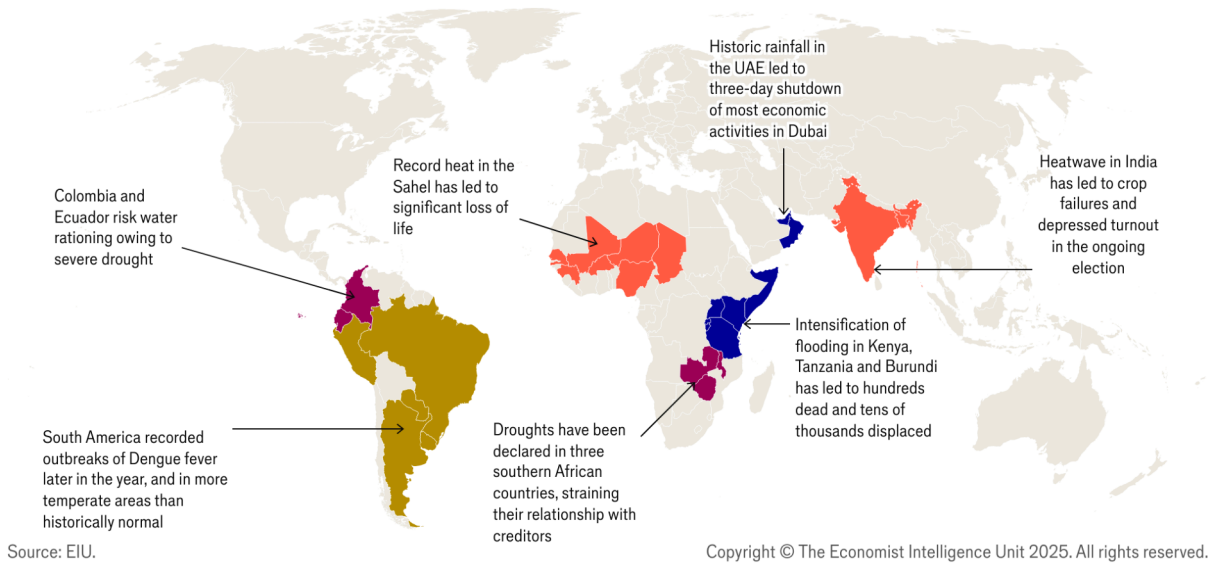 Historic rainfall in
the UAE led to
three-day shutdown
of most economic
activities in Dubai
Record heat in the
Sahel has led to
significant loss of
life
Heatwave in India
has led to crop
failures and
depressed turnout
in the ongoing
election
Colombia and
Ecuador risk water
rationing owing to
severe drought
Intensification of
flooding in Kenya,
Tanzania and Burundi
has led to hundreds
dead and tens of
thousands displaced
South America recorded
outbreaks of Dengue fever
later in the year, and in more
temperate areas than
historically normal
Droughts have been
declared in three
southern African
countries, straining
their relationship with
creditors
Source: EIU.
Copyright © The Economist Intelligence Unit 2025. All rights reserved.